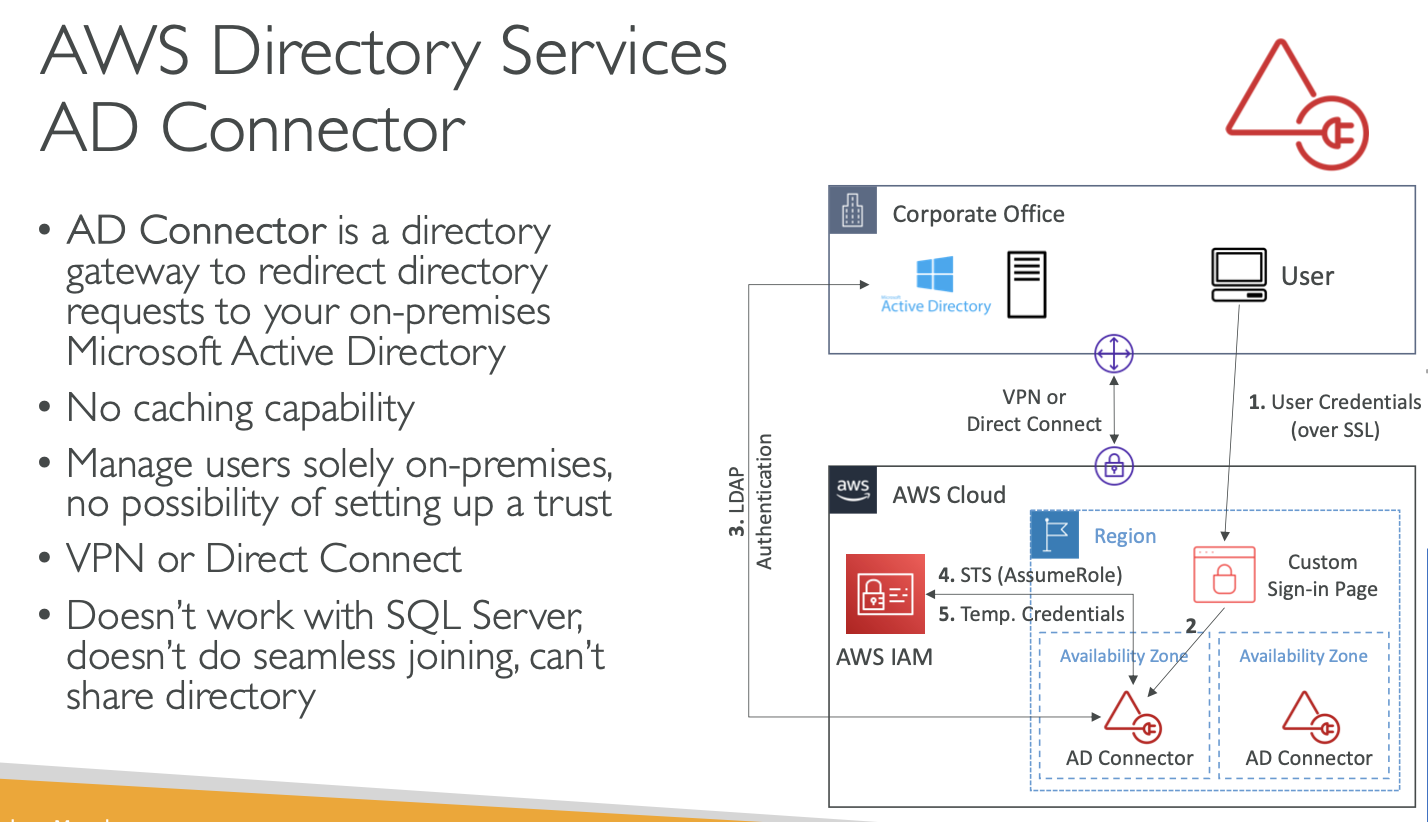 AWS Directory Services
AD Connector
• AD Connector is a directory
gateway to redirect directory
requests to your on-premises
Microsoft Active Directory
• No caching capability
• Manage users solely on-premises,
no possibility of setting up a trust
• VPN or Direct Connect
• Doesn't work with SQL Server,
doesn't do seamless joining, can't
share directory
Corporate Office
Microsoft
Active Directory
User
VPN or
Direct Connect
1. User Credentials
(over SSL)
3. LDAP
Authentication
aws
AWS Cloud
Region
Custom
Sign-in Page
4. STS (AssumeRole)
5. Temp. Credentials
2
AWS IAM
Availability Zone
Availability Zone
AD Connector
AD Connector